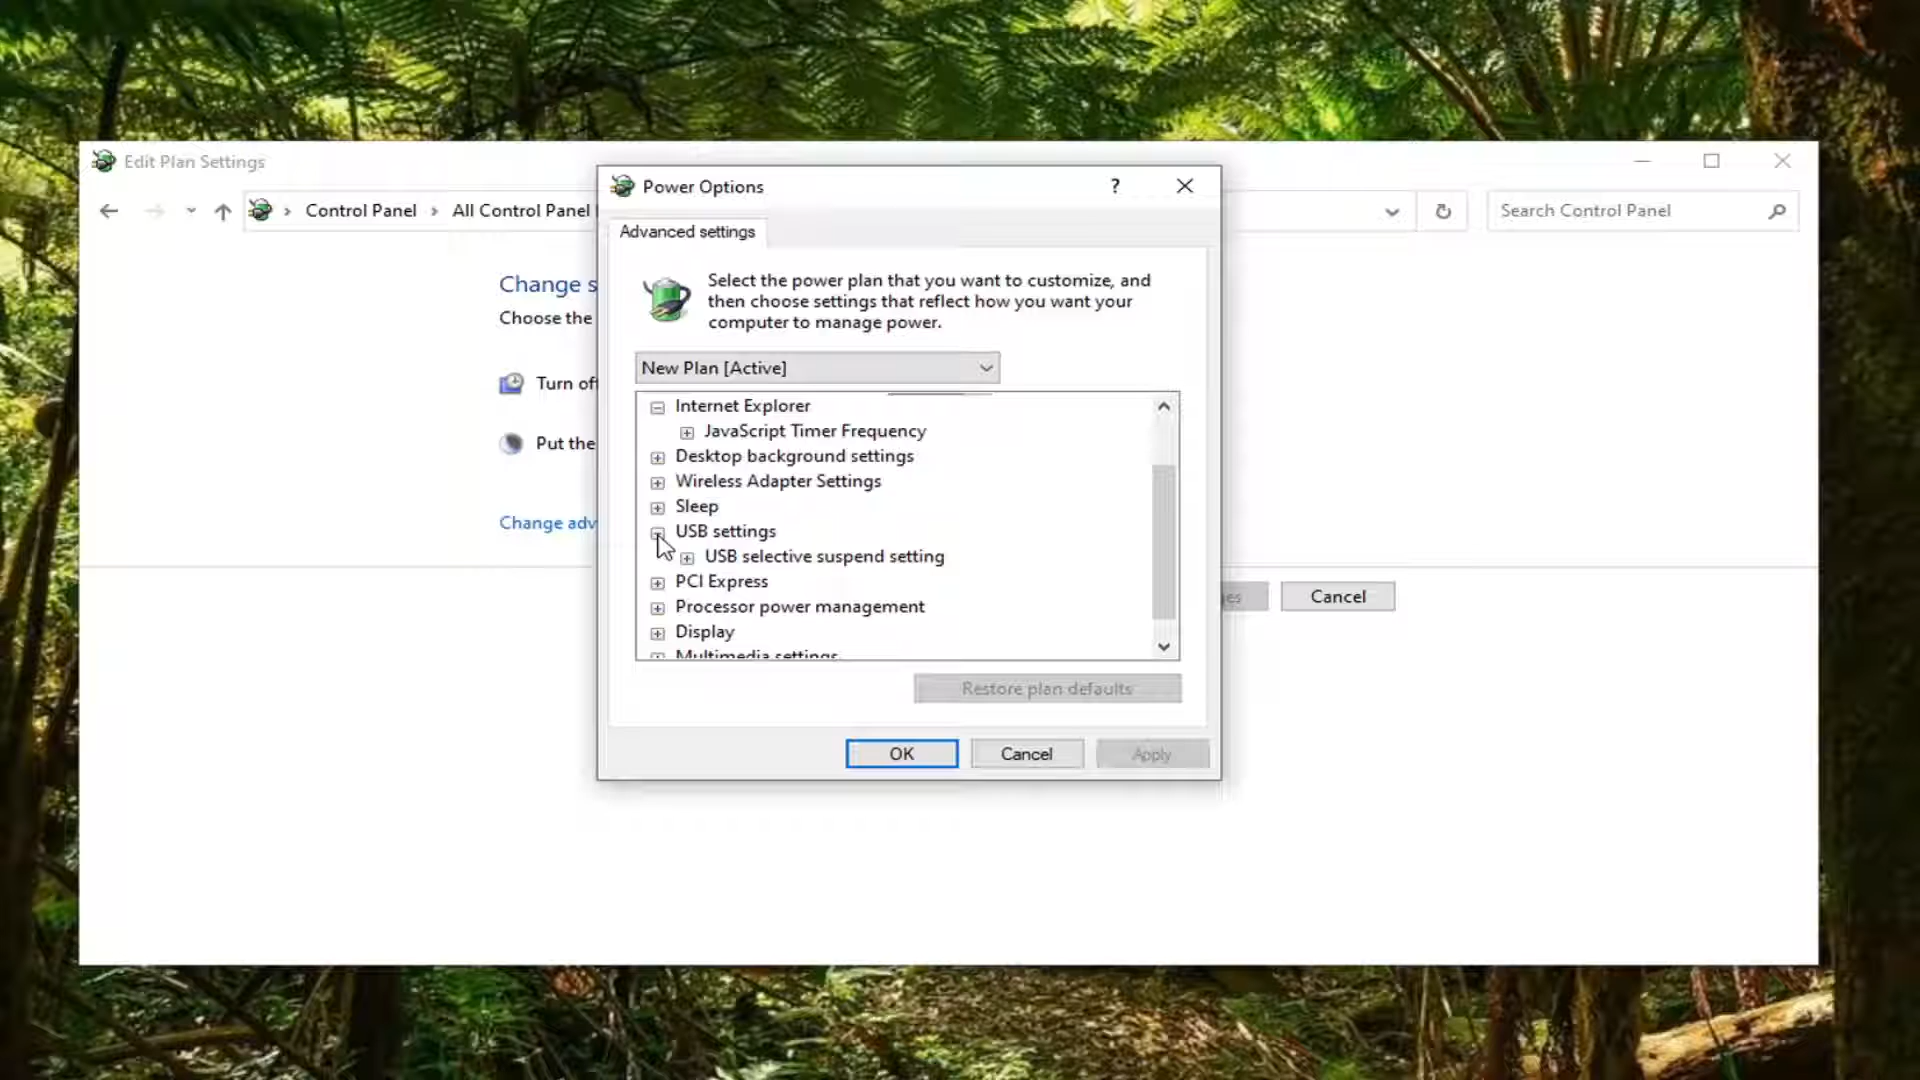 Edit Plan Settings
Power Options
?
Control Panel
All Control Panel
Search Control Panel
Advanced settings
Change s
Choose the
Select the power plan that you want to customize, and
then choose settings that reflect how you want your
computer to manage power.
New Plan [Active]
Turn off
Put the
Change adv
Internet Explorer
JavaScript Timer Frequency
Desktop background settings
Wireless Adapter Settings
Sleep
USB settings
USB selective suspend setting
PCI Express
Processor power management
Display
Multimedia settings
es
Cancel
Restore plan defaults
OK
Cancel
Apply